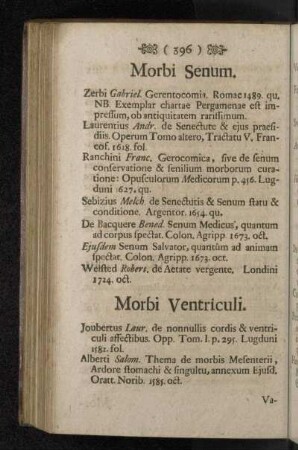 ( 396 )
Morbi Senum.
Zerbi Gabriel. Gerentocomia. Romae 1489. qu.
NB. Exemplar chartae Pergamenae est im-
pressum, ob antiquitatem rarissimum.
Laurentius Andr. de Senectute & ejus praesi-
diis. Operum Tomo altero, Tractatu V. Fran-
cof. 1628. fol.
Ranchini Franc. Gerocomica, sive de senum
conservatione & senilium morborum cura-
tione: Opusculorum Medicorum p. 456. Lug-
duni 1627. qu.
Sebizius Melch. de Senectutis & Senum statu &
conditione. Argentor. 1654. qu.
De Bacquere Bened. Senum Medicus, quantum
ad corpus spectat. Colon. Agripp. 1673. oct.
Ejusdem Senum Salvator, quantum ad animam
spectat. Colon. Agripp. 1673. oct.
Welsted Robert, de Aetate vergente, Londini
1724. oct.
Morbi Ventriculi.
Joubertus Laur. de nonnullis cordis & ventri-
culi affectibus. Opp. Tom. I. p. 295. Lugduni
1582. fol.
Alberti Salom. Thema de morbis Mesenterii,
Ardore stomachi & singultu, annexum Ejusd.
Oratt. Norib. 1585. oct.
Va-